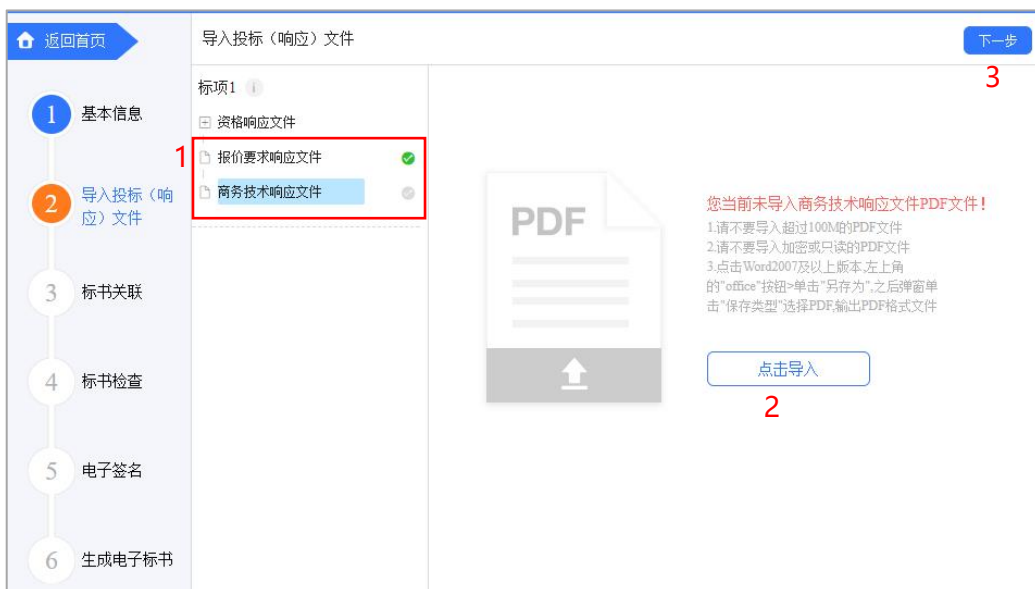 返回首页
导入投标（响应）文件
下一步
3
标项1
1
基本信息
资格响应文件
1
报价要求响应文件
商务技术响应文件
2
导入投标（响
应）文件
PDF
您当前未导入商务技术响应文件PDF文件！
1.请不要导入超过100M的PDF文件
2.请不要导入加密或只读的PDF文件
3.点击Word2007及以上版本,左上角
的"office"按钮>单击"另存为",之后弹窗单
击"保存类型"选择PDF,输出PDF格式文件
点击导入
2
3
标书关联
4
标书检查
5
电子签名
6
生成电子标书